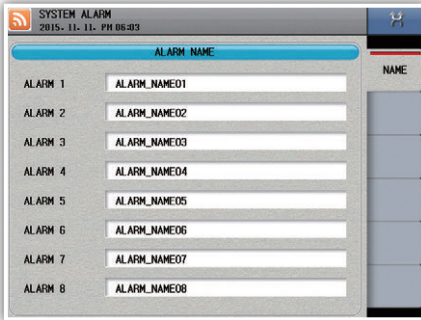 SYSTEM ALARM
2015. 11. 11. PM 06:03
ALARM NAME
NAME
ALARM 1 ALARM_NAME01
ALARM 2 ALARM_NAME02
ALARM 3 ALARM_NAME03
ALARM 4 ALARM_NAME04
ALARM 5 ALARM_NAME05
ALARM 6 ALARM_NAME06
ALARM 7 ALARM_NAME07
ALARM 8 ALARM_NAME08